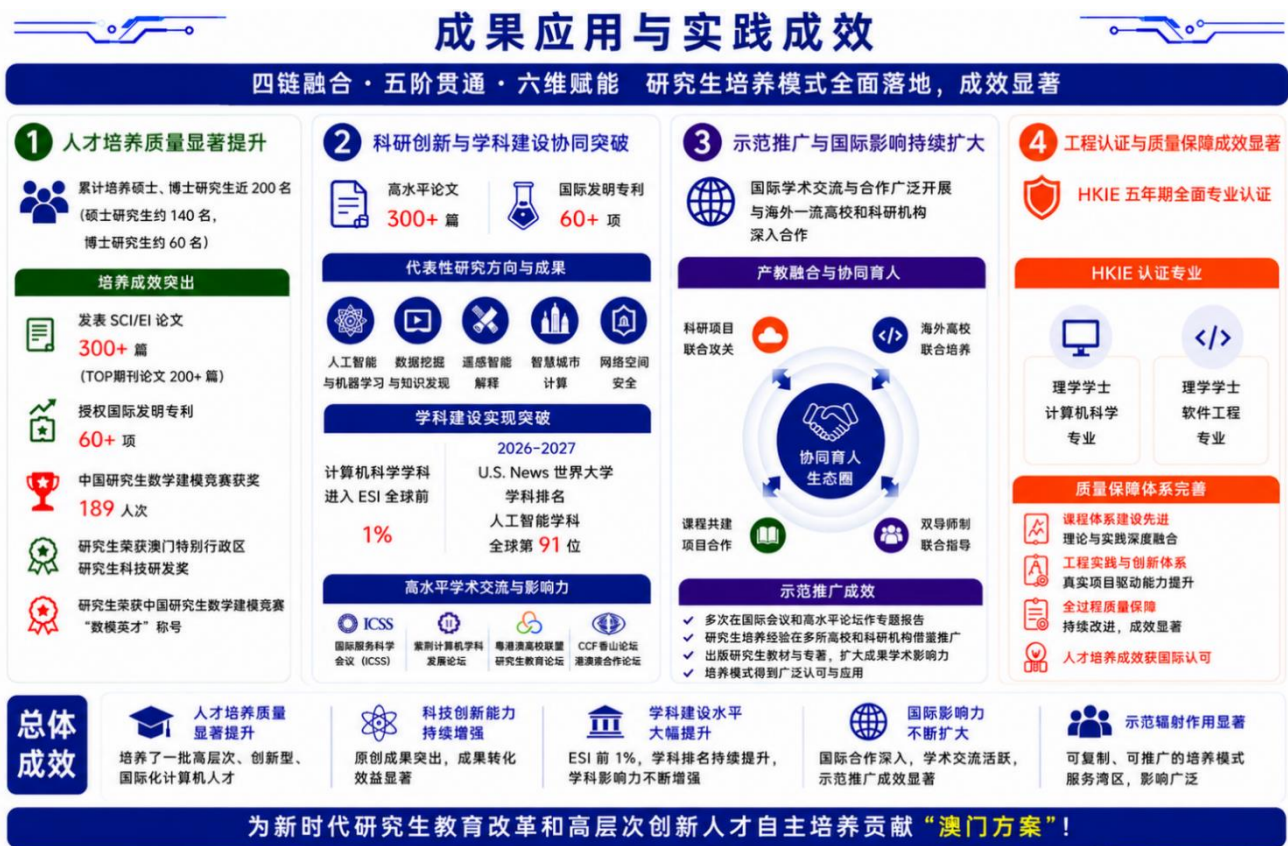 成果应用与实践成效
四链融合·五阶贯通·六维赋能 研究生培养模式全面落地，成效显著
1 人才培养质量显著提升
累计培养硕士、博士研究生近 200 名
(硕士研究生约 140 名，
博士研究生约 60 名)
培养成效突出
发表 SCI/EI 论文
300+ 篇
(TOP期刊论文 200+ 篇)
授权国际发明专利
60+ 项
中国研究生数学建模竞赛获奖
189 人次
研究生荣获澳门特别行政区
研究生科技研发奖
研究生荣获中国研究生数学建模竞赛
“数模英才”称号
2 科研创新与学科建设协同突破
高水平论文
300+ 篇
国际发明专利
60+ 项
代表性研究方向与成果
人工智能
与机器学习
数据挖掘
与知识发现
遥感智能
解释
智慧城市
计算
网络空间
安全
学科建设实现突破
计算机科学学科
进入 ESI 全球前
1%
2026-2027
U.S. News 世界大学
学科排名
人工智能学科
全球第 91 位
高水平学术交流与影响力
ICSS
国际服务科学
会议（ICSS）
紫荆计算机学科
发展论坛
粤港澳高校联盟
研究生教育论坛
CCF香山论坛
港澳接合作论坛
3 示范推广与国际影响持续扩大
国际学术交流与合作广泛开展
与海外一流高校和科研机构
深入合作
产教融合与协同育人
科研项目
联合攻关
海外高校
联合培养
协同育人
生态圈
课程共建
项目合作
双导师制
联合指导
示范推广成效
多次在国际会议和高水平论坛作专题报告
研究生培养经验在多所高校和科研机构借鉴推广
出版研究生教材与专著，扩大成果学术影响力
培养模式得到广泛认可与应用
4 工程认证与质量保障成效显著
HKIE 五年期全面专业认证
HKIE 认证专业
理学学士
计算机科学
专业
</>
理学学士
软件工程
专业
质量保障体系完善
课程体系建设先进
理论与实践深度融合
工程实践与创新体系
真实项目驱动能力提升
全过程质量保障
持续改进，成效显著
人才培养成效获国际认可
总体
成效
人才培养质量
显著提升
培养了一批高层次、创新型、
国际化计算机人才
科技创新能力
持续增强
原创成果突出，成果转化
效益显著
学科建设水平
大幅提升
ESI 前 1%，学科排名持续提升，
学科影响力不断增强
国际影响力
不断扩大
国际合作深入，学术交流活跃，
示范推广成效显著
示范辐射作用显著
可复制、可推广的培养模式
服务湾区，影响广泛
为新时代研究生教育改革和高层次创新人才自主培养贡献“澳门方案”！